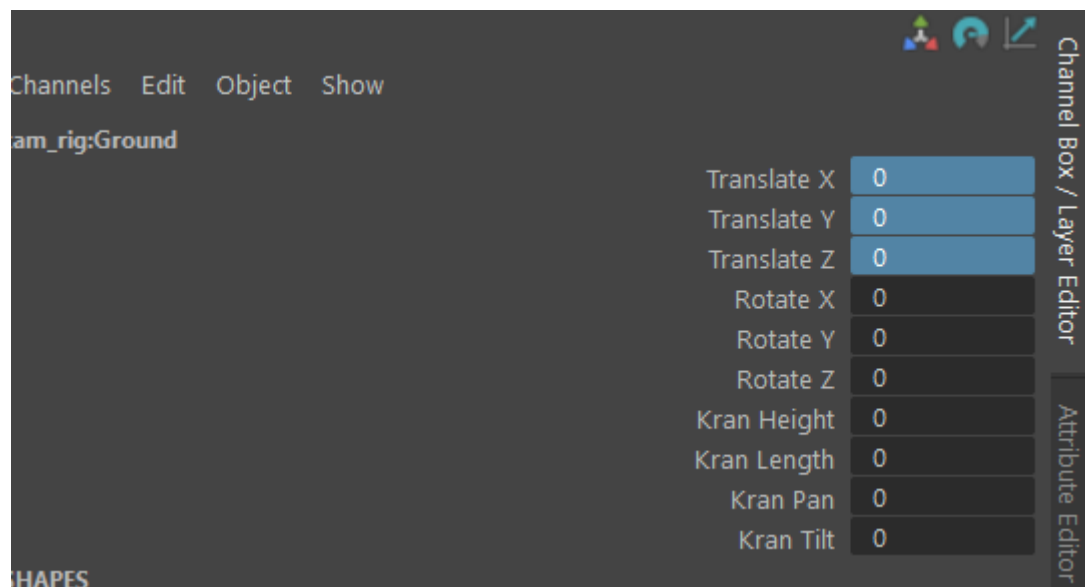 Channels Edit Object Show
am_rig:Ground
Translate X 0
Translate Y 0
Translate Z 0
Rotate X 0
Rotate Y 0
Rotate Z 0
Kran Height 0
Kran Length 0
Kran Pan 0
Kran Tilt 0
SHAPES
Channel Box / Layer Editor
Attribute Editor